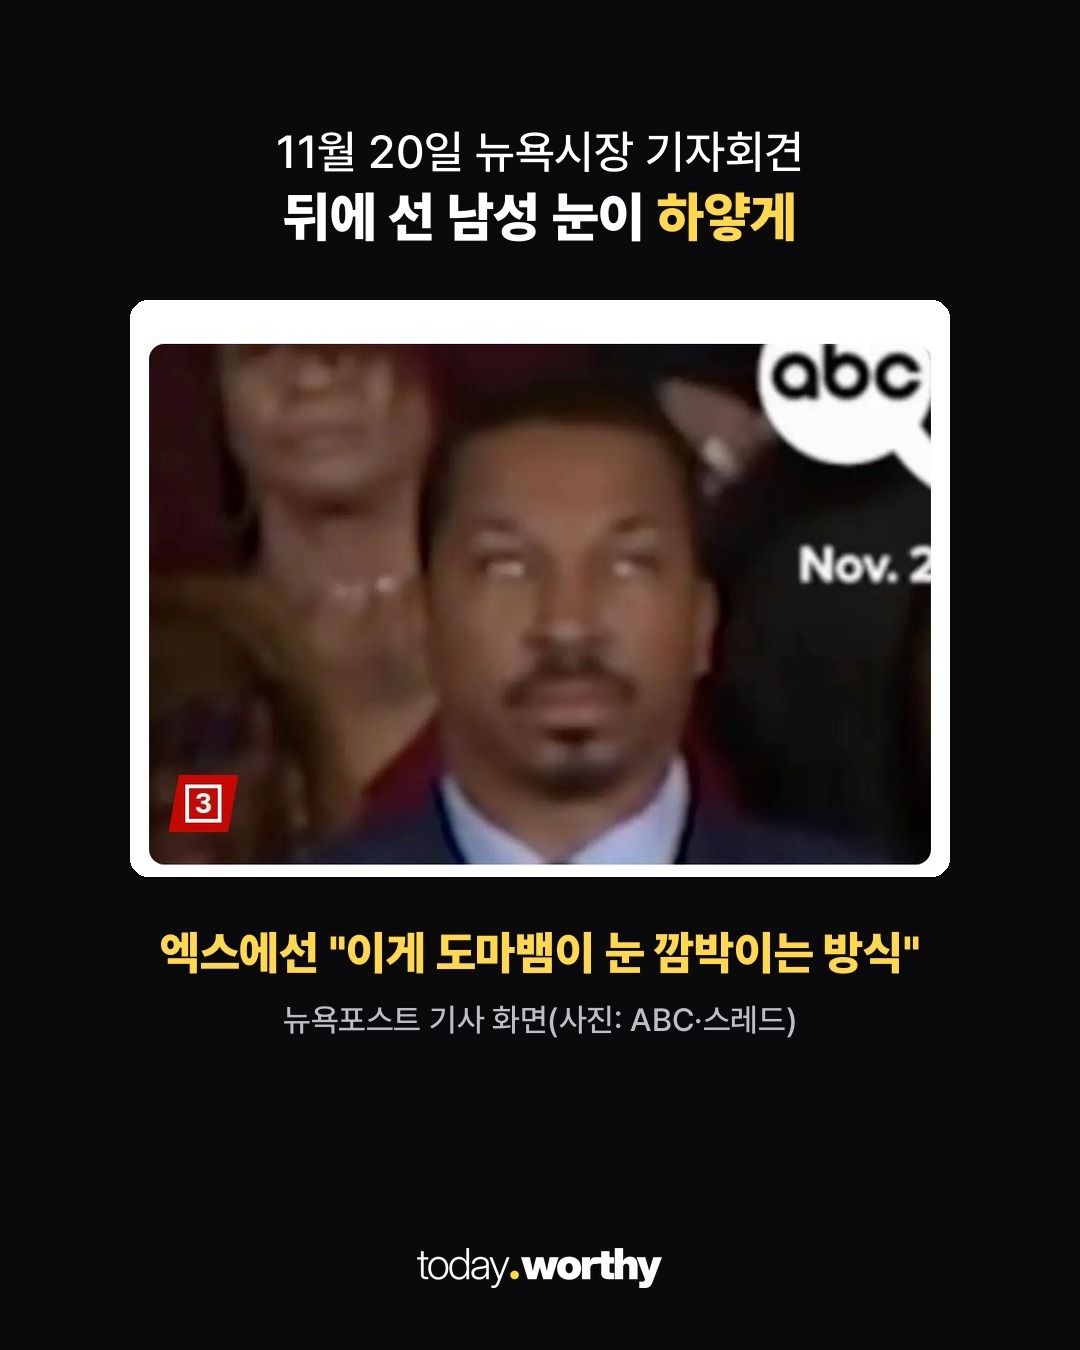 11월 20일 뉴욕시장 기자회견
뒤에 선 남성 눈이 하얗게
abc
Nov. 2
3
엑스에선 "이게 도마뱀이 눈 깜박이는 방식"
뉴욕포스트 기사 화면(사진: ABC·스레드)
today.worthy